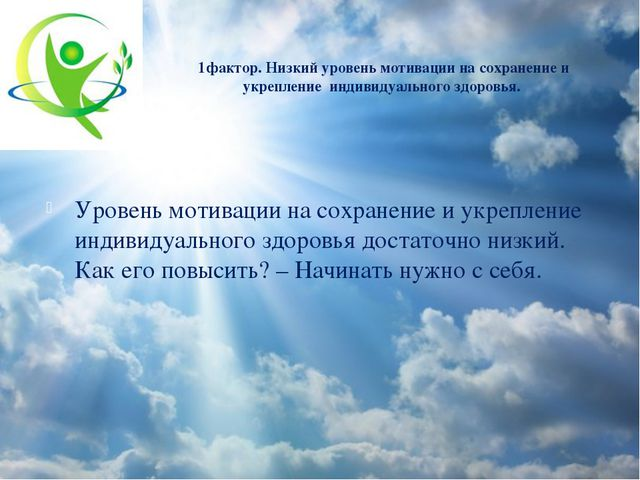 1фактор. Низкий уровень мотивации на сохранение и
укрепление  индивидуального здоровья.
Уровень мотивации на сохранение и укрепление
индивидуального здоровья достаточно низкий.
Как его повысить? – Начинать нужно с себя.